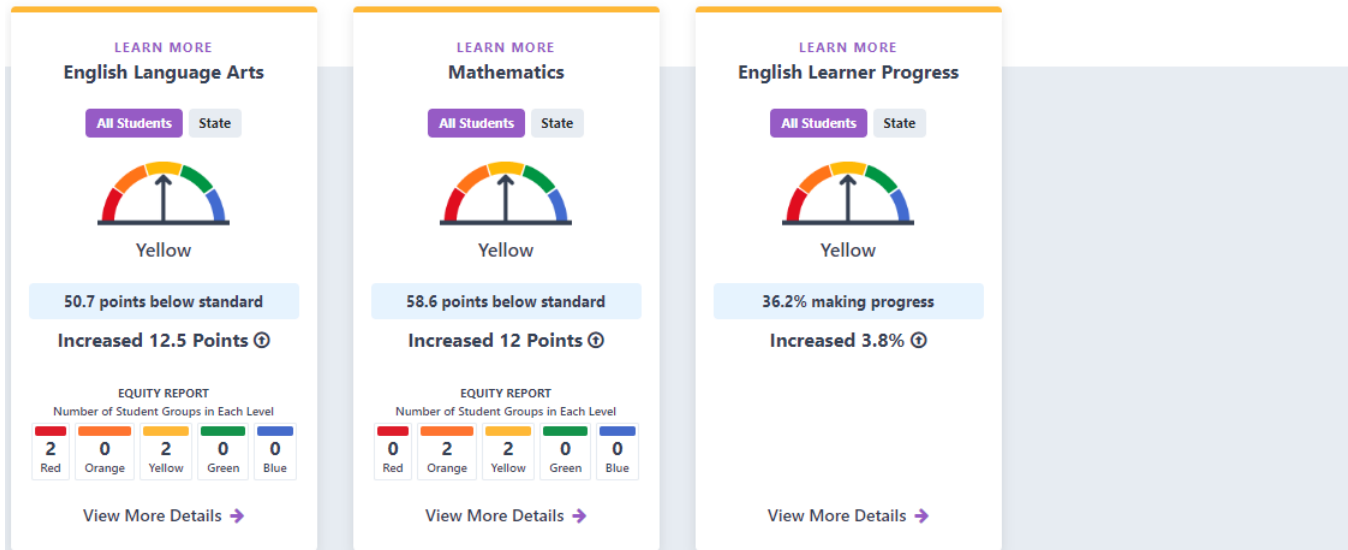 LEARN MORE
English Language Arts
All Students State
Yellow
50.7 points below standard
Increased 12.5 Points
EQUITY REPORT
Number of Student Groups in Each Level
2 0 2 0 0
Red Orange Yellow Green Blue
View More Details
LEARN MORE
Mathematics
All Students State
Yellow
58.6 points below standard
Increased 12 Points
EQUITY REPORT
Number of Student Groups in Each Level
0 2 2 0 0
Red Orange Yellow Green Blue
View More Details
LEARN MORE
English Learner Progress
All Students State
Yellow
36.2% making progress
Increased 3.8%
View More Details